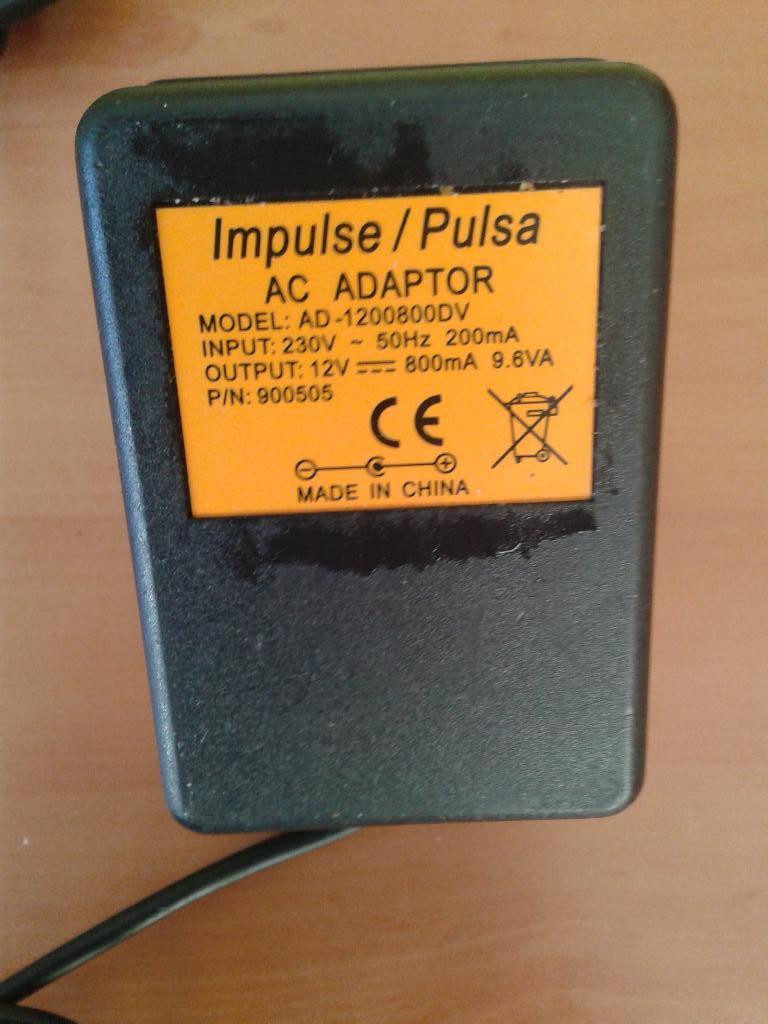 Impulse / Pulsa
AC ADAPTOR
MODEL: AD-1200800DV
INPUT: 230V ~ 50Hz 200mA
OUTPUT: 12V ⎓ 800mA 9.6VA
P/N: 900505
CE
MADE IN CHINA